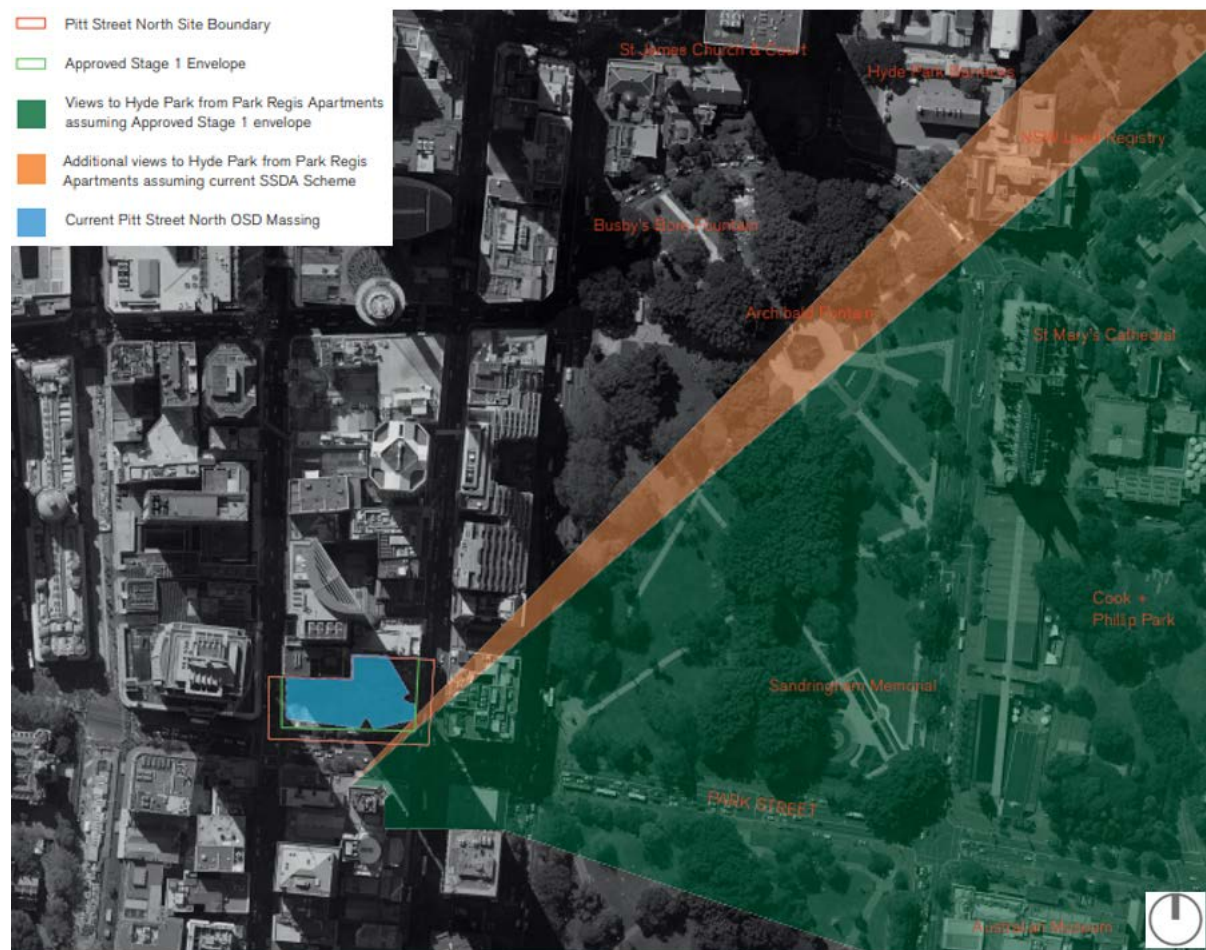 Pitt Street North Site Boundary
Approved Stage 1 Envelope
Views to Hyde Park from Park Regis Apartments
assuming Approved Stage 1 envelope
Additional views to Hyde Park from Park Regis
Apartments assuming current SSDA Scheme
Current Pitt Street North OSD Massing
St James Church & Court
Hyde Park Barracks
NSW Land Registry
Busby's Bore Fountain
Archibald Fontain
St Mary's Cathedral
Cook +
Phillip Park
Sandringham Memorial
PARK STREET
Australian Museum